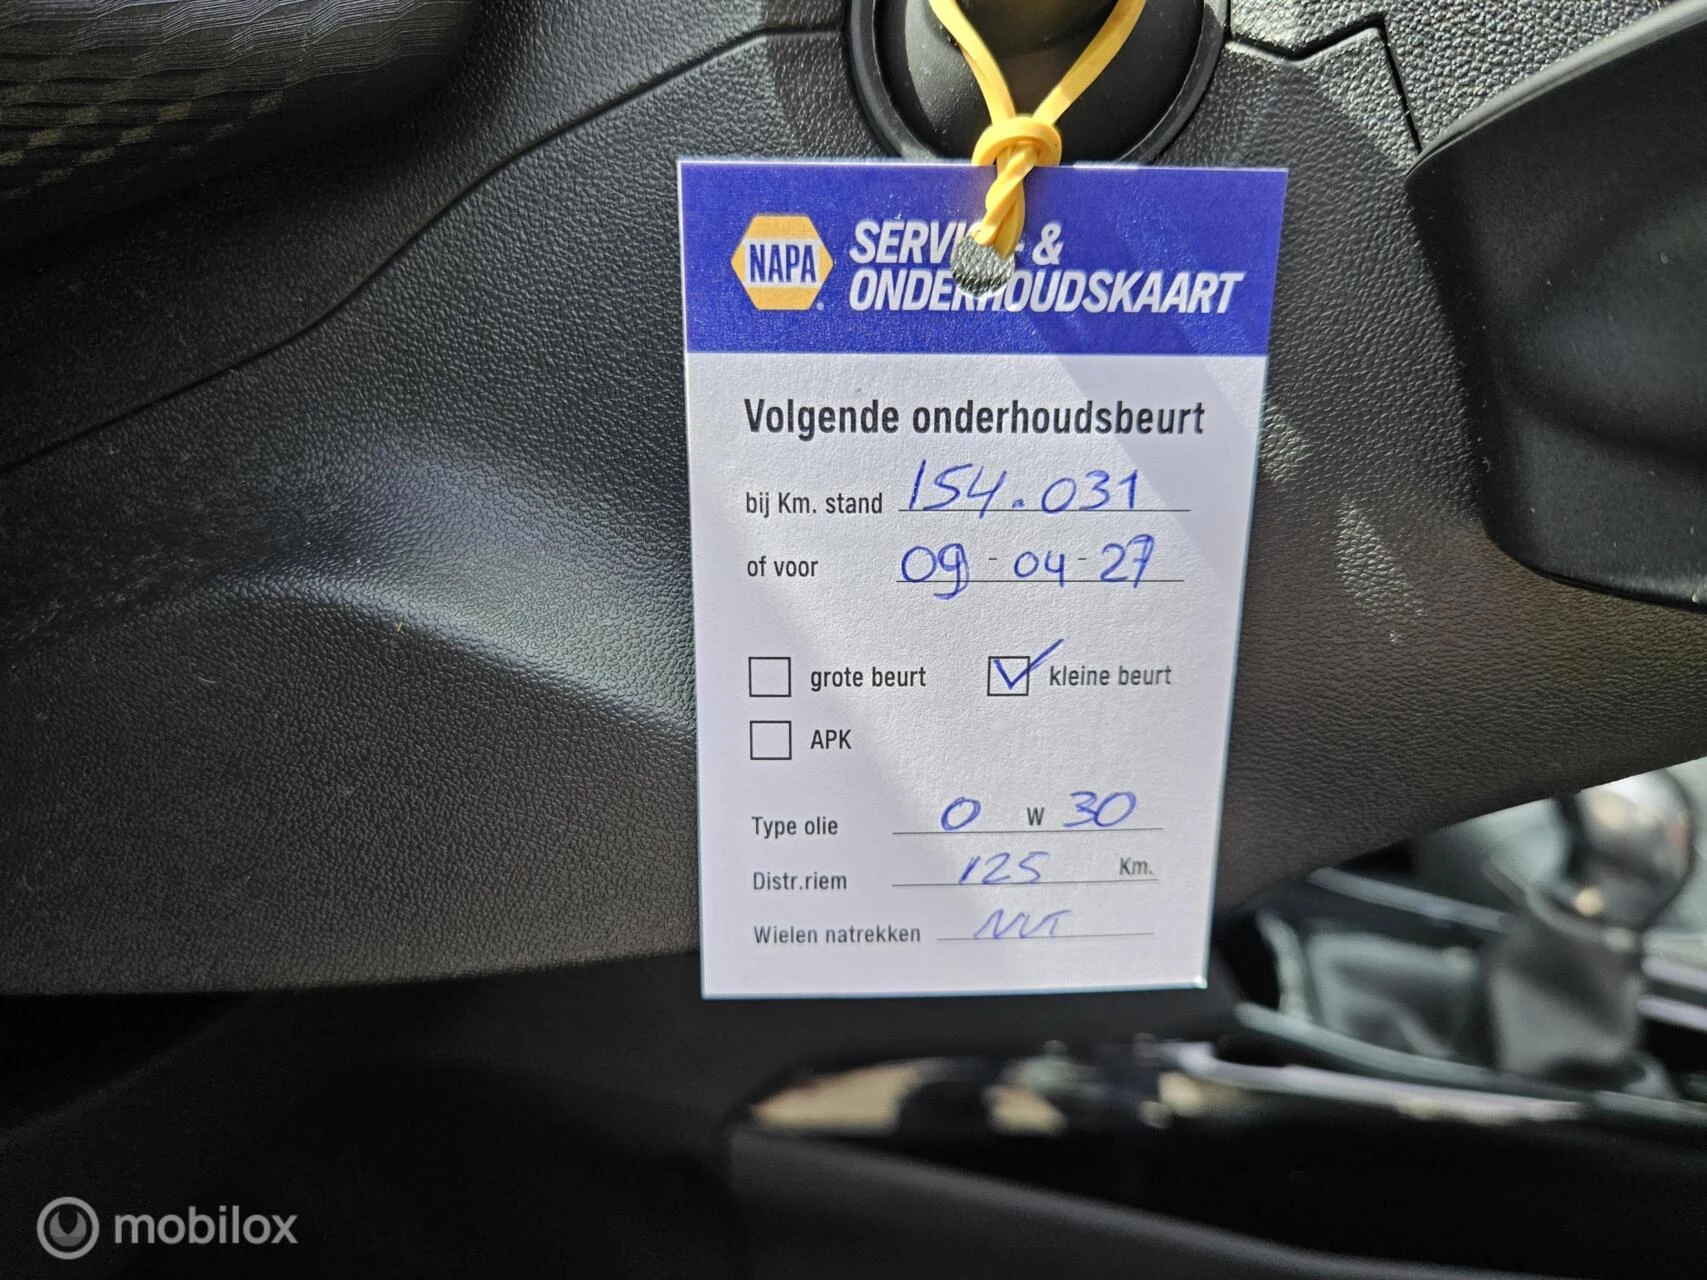 NAPA
SERVICE- &
ONDERHOUDSKAART
Volgende onderhoudsbeurt
bij Km. stand 154.031
of voor 09-04-27
grote beurt kleine beurt
APK
Type olie 0 W 30
Distr.riem 125 Km.
Wielen natrekken
mobilox